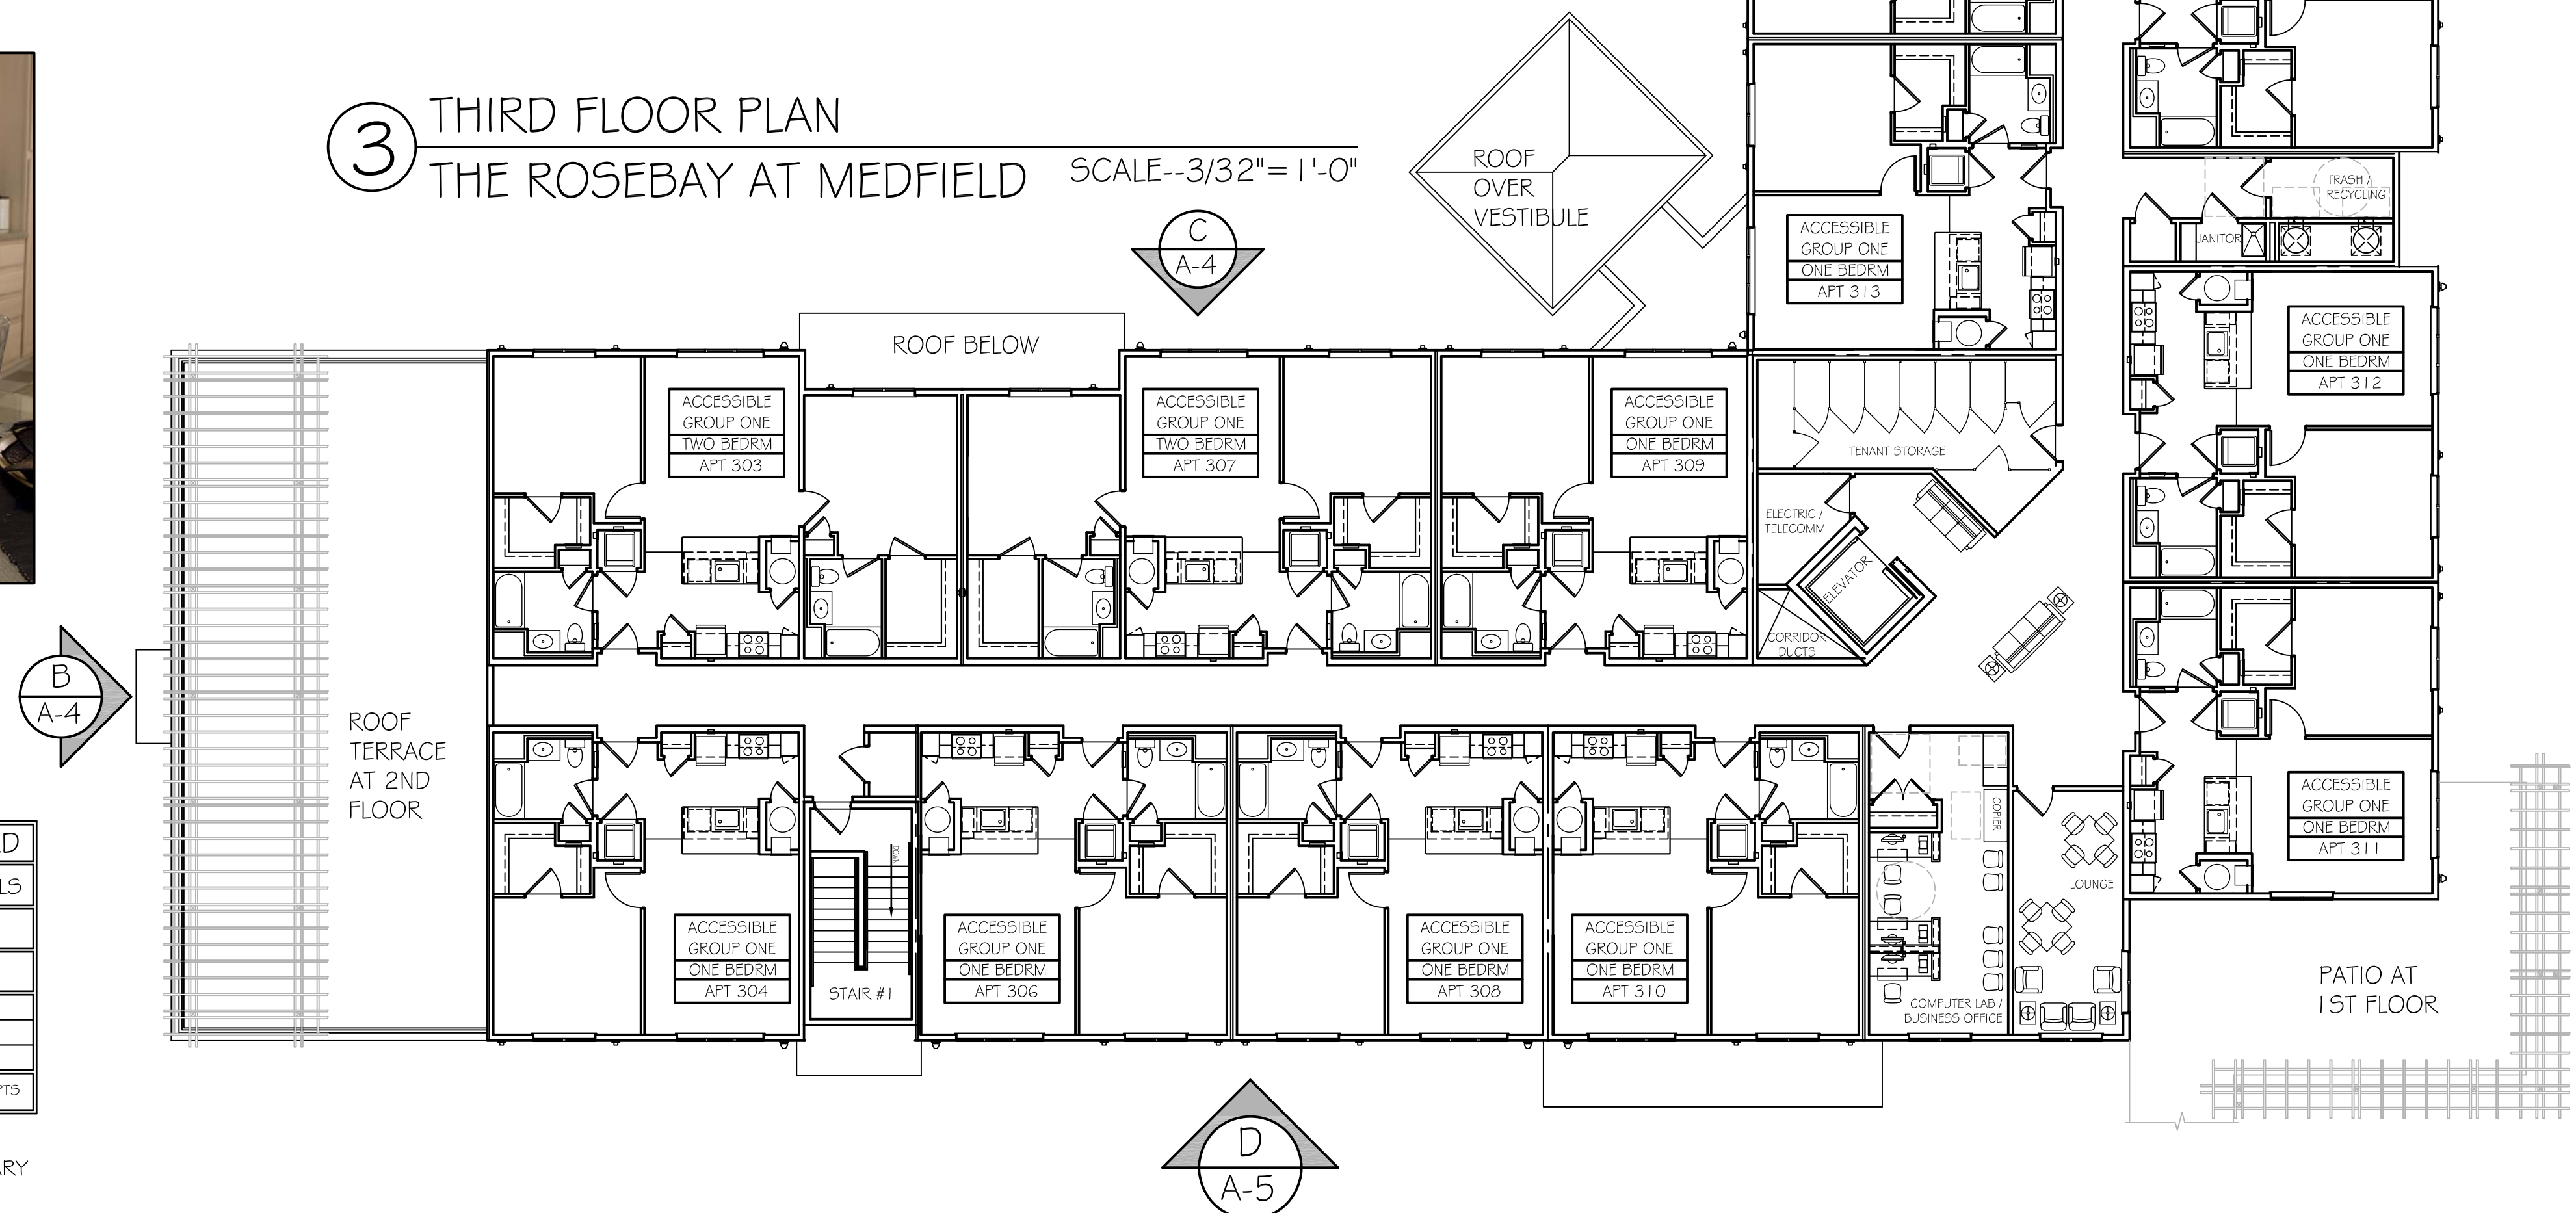 3
THIRD FLOOR PLAN
THE ROSEBAY AT MEDFIELD
SCALE--3/32"= 1'-0"
C
A-4
ROOF
OVER
VESTIBULE
ROOF BELOW
TRASH /
RECYCLING
JANITOR
ACCESSIBLE
GROUP ONE
ONE BEDRM
APT 313
ACCESSIBLE
GROUP ONE
ONE BEDRM
APT 312
ACCESSIBLE
GROUP ONE
TWO BEDRM
APT 303
ACCESSIBLE
GROUP ONE
TWO BEDRM
APT 307
ACCESSIBLE
GROUP ONE
ONE BEDRM
APT 309
TENANT STORAGE
ELECTRIC /
TELECOMM
ELEVATOR
CORRIDOR
DUCTS
B
A-4
ROOF
TERRACE
AT 2ND
FLOOR
ACCESSIBLE
GROUP ONE
ONE BEDRM
APT 304
DOWN
STAIR #1
ACCESSIBLE
GROUP ONE
ONE BEDRM
APT 306
ACCESSIBLE
GROUP ONE
ONE BEDRM
APT 308
ACCESSIBLE
GROUP ONE
ONE BEDRM
APT 310
COPIER
COMPUTER LAB /
BUSINESS OFFICE
LOUNGE
ACCESSIBLE
GROUP ONE
ONE BEDRM
APT 311
PATIO AT
1ST FLOOR
D
A-5